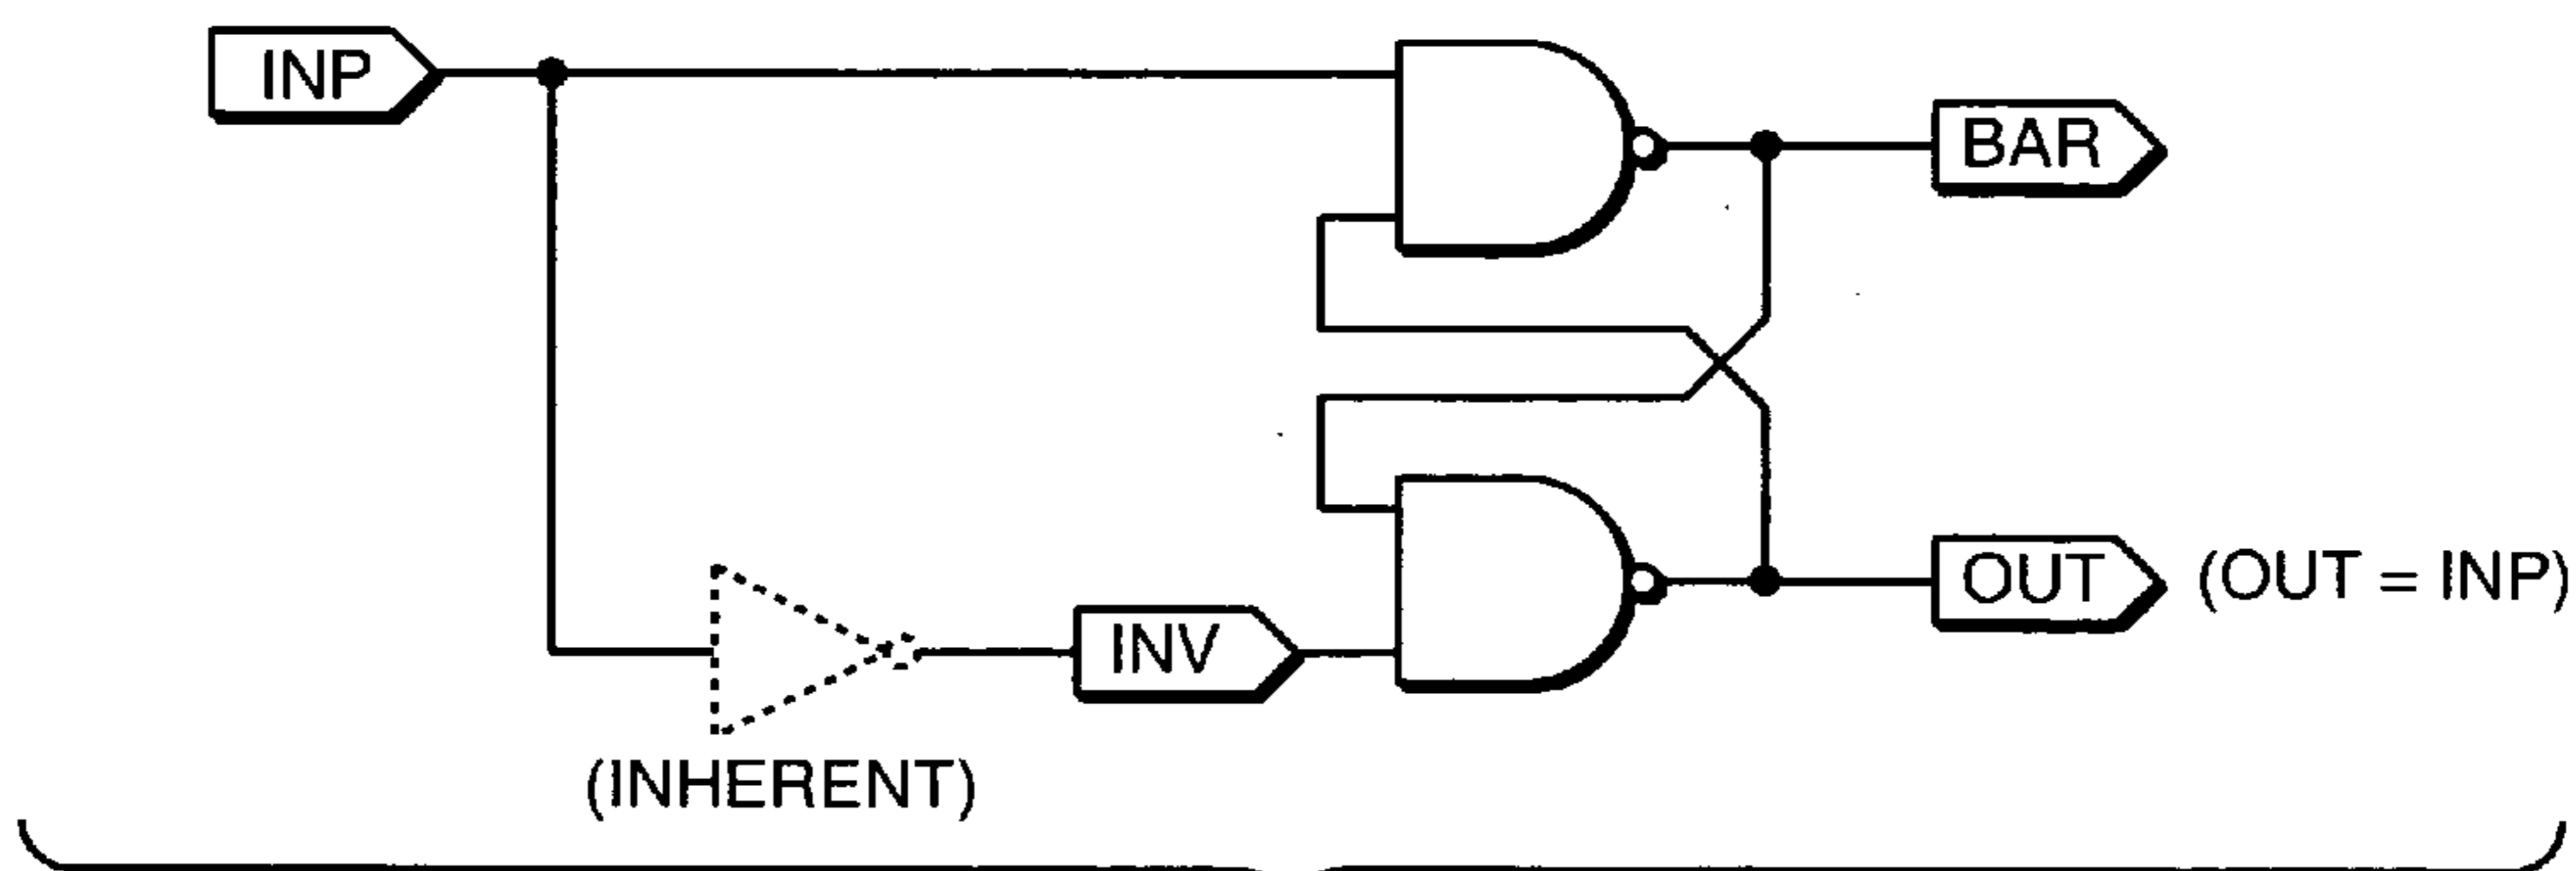 INP
BAR
OUT (OUT = INP)
INV
(INHERENT)